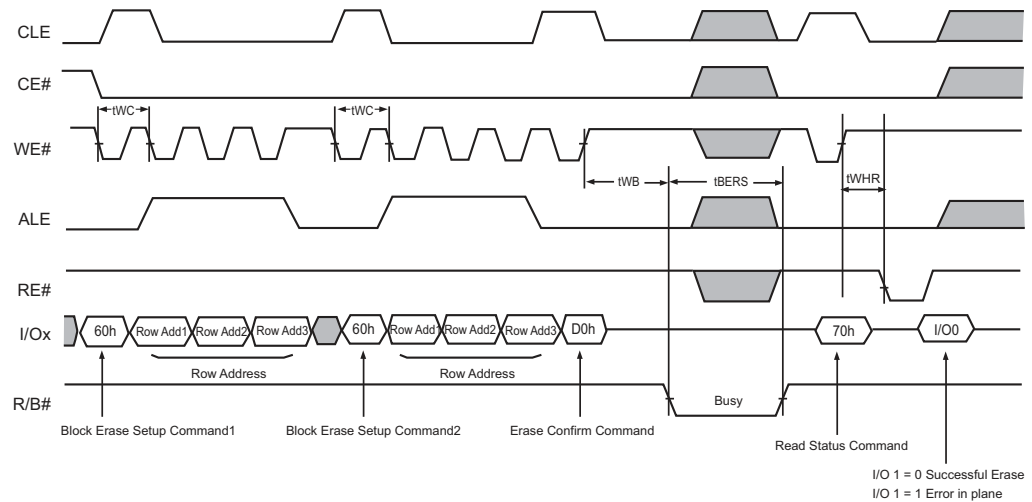 CLE
CE#
tWC tWC
WE#
tWB tBERS tWHR
ALE
RE#
I/Ox 60h Row Add1 Row Add2 Row Add3 60h Row Add1 Row Add2 Row Add3 D0h 70h I/O0
Row Address Row Address
R/B# Busy
Block Erase Setup Command1 Block Erase Setup Command2 Erase Confirm Command
Read Status Command
I/O 1 = 0 Successful Erase
I/O 1 = 1 Error in plane